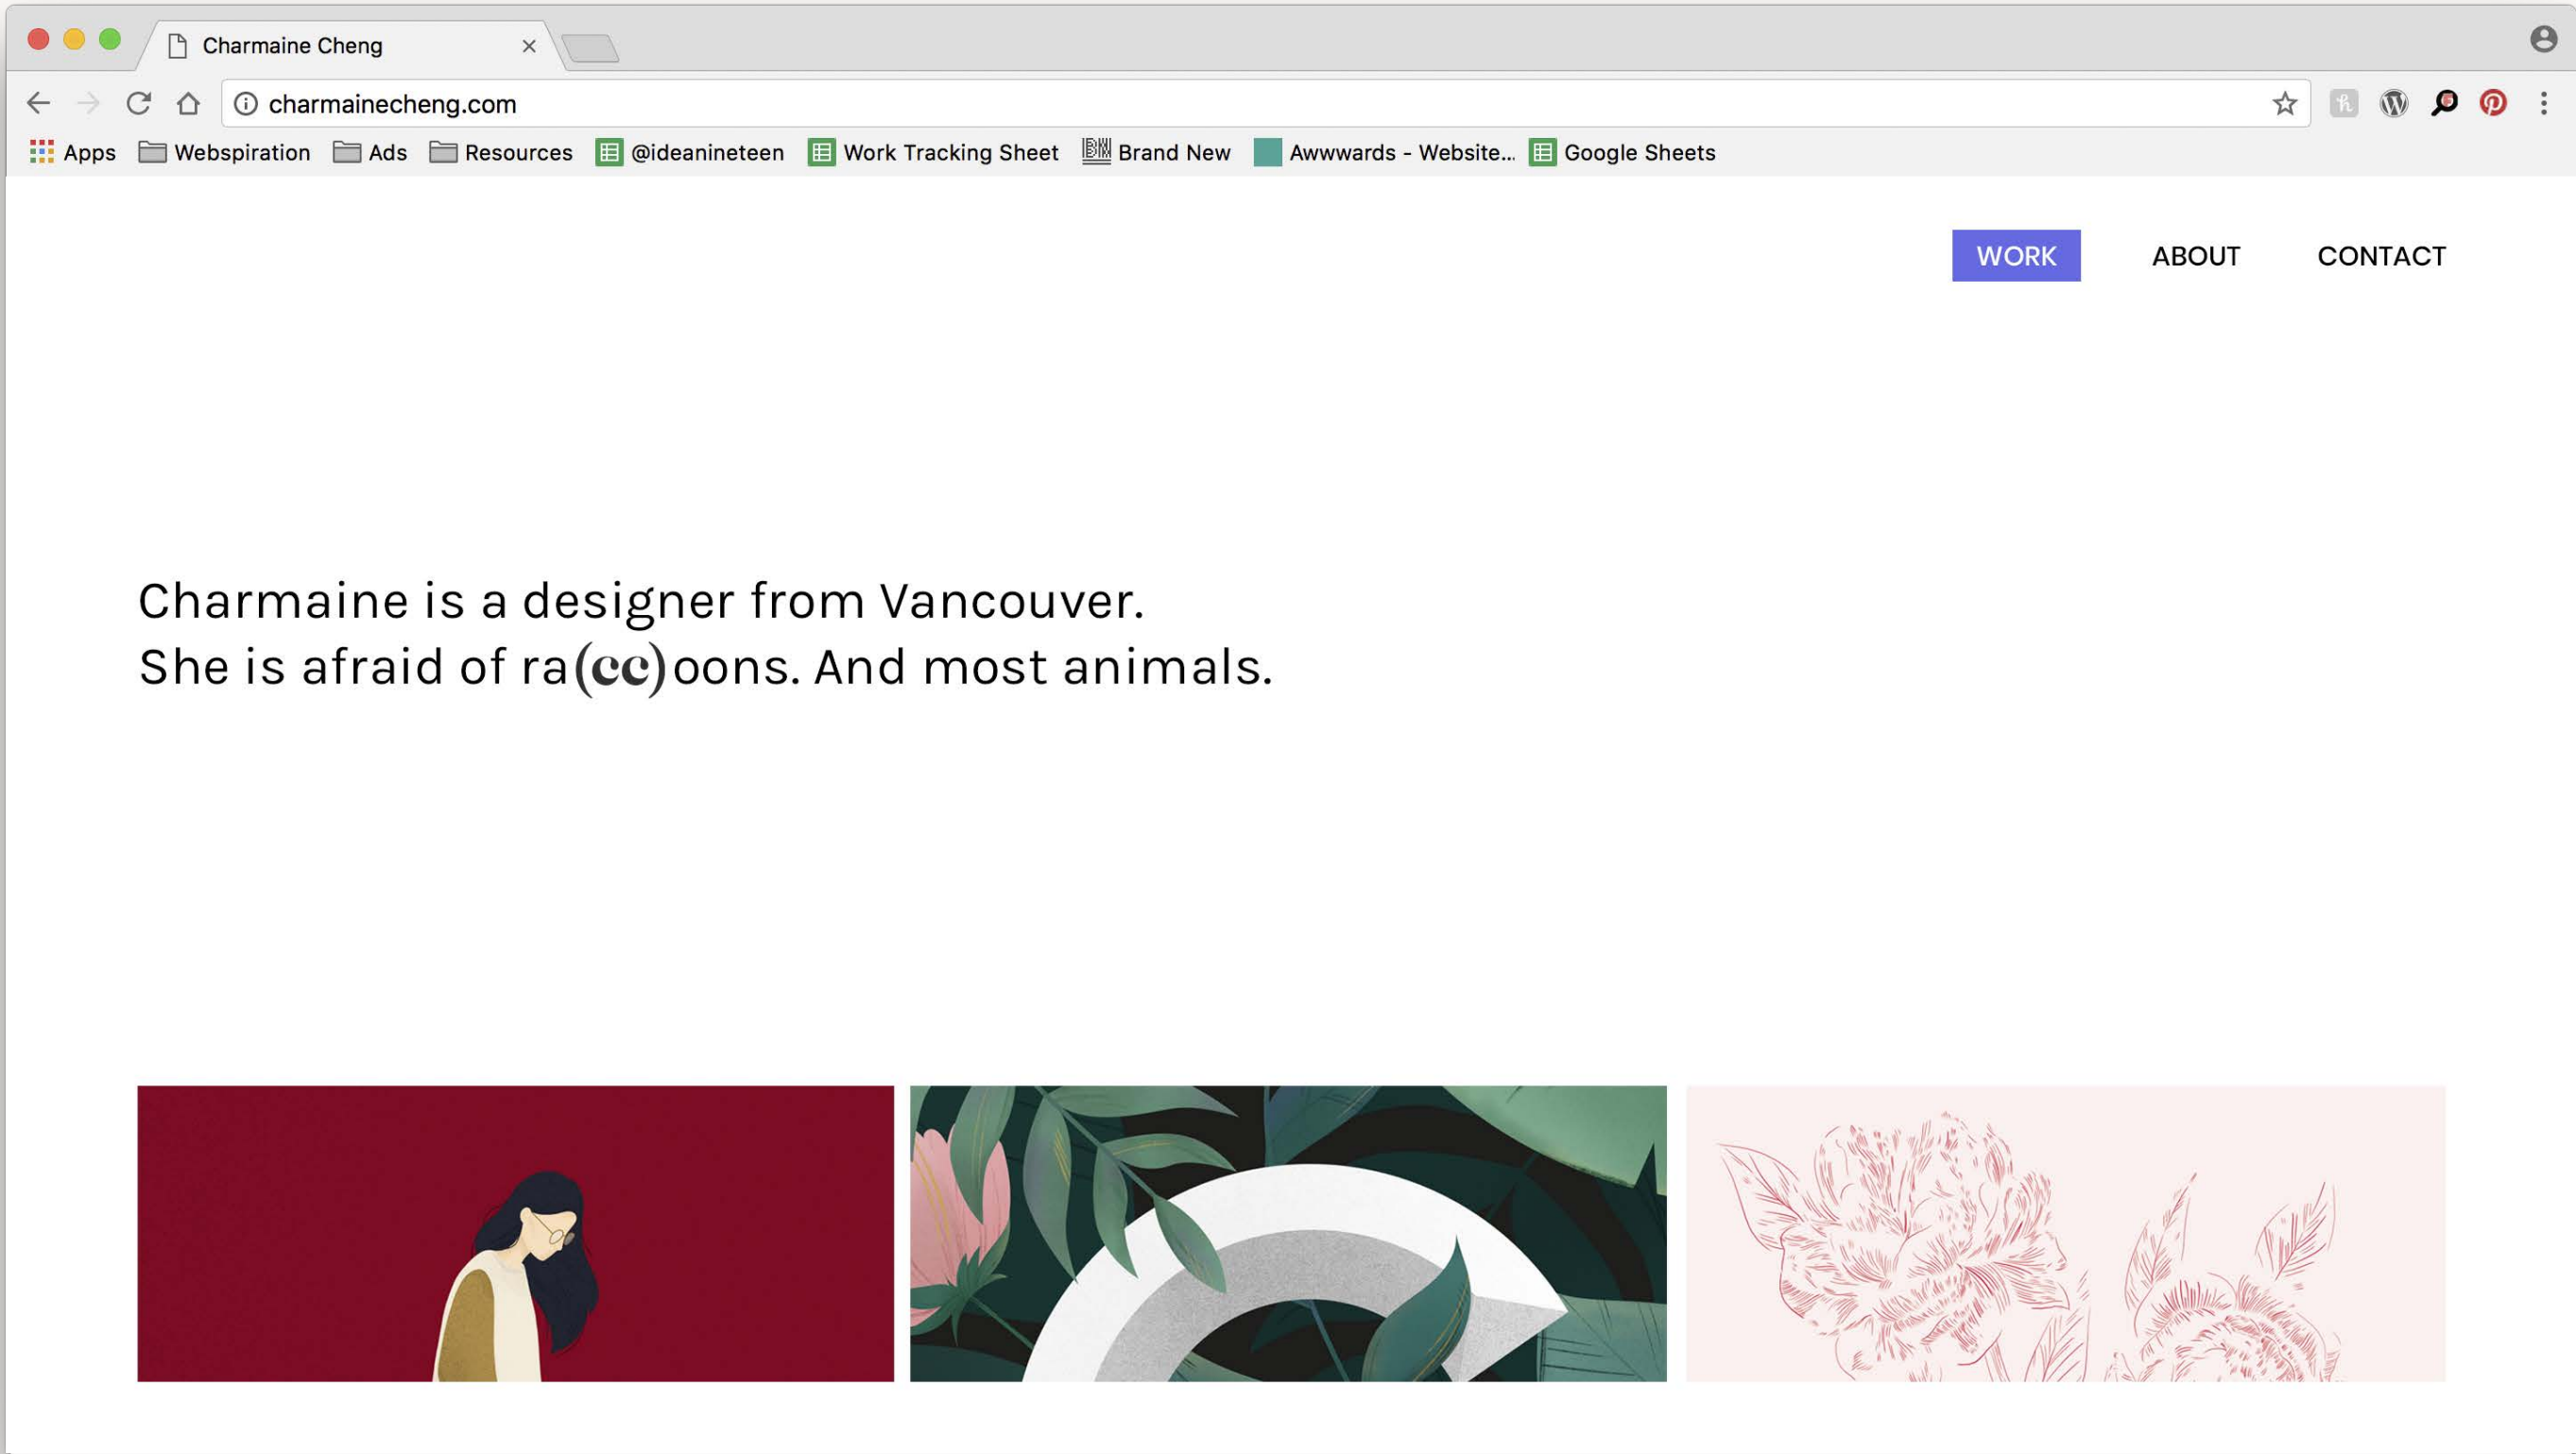 Charmaine Cheng
charmainecheng.com
Apps Webspiration Ads Resources @ideanineteen Work Tracking Sheet Brand New Awwwards - Website... Google Sheets
WORK ABOUT CONTACT
Charmaine is a designer from Vancouver.
She is afraid of ra(cc)oons. And most animals.